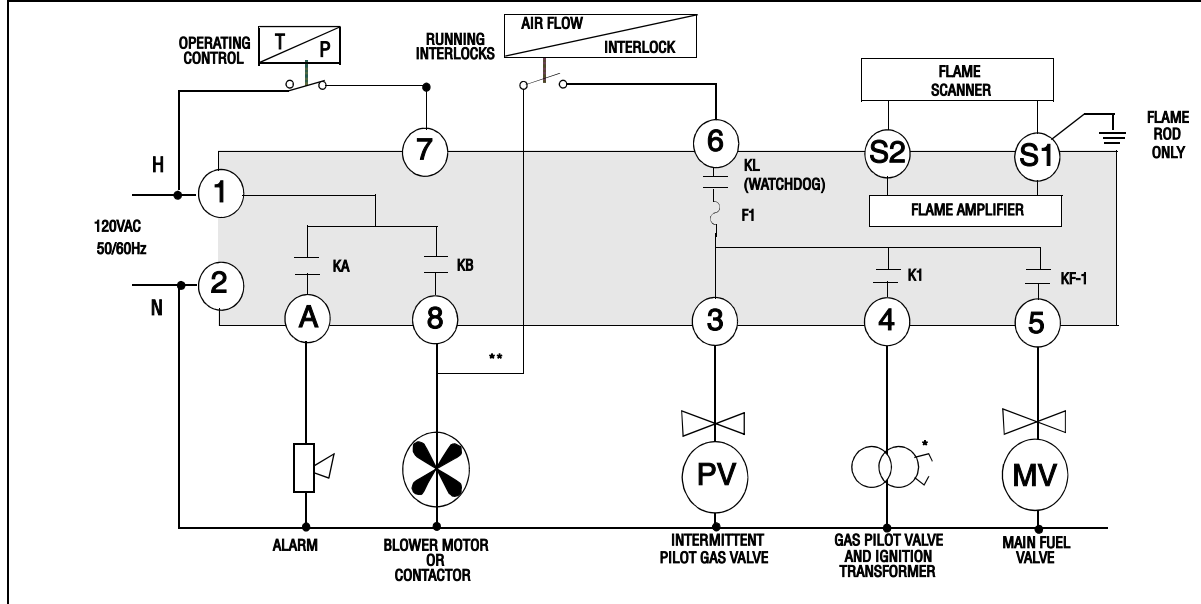 OPERATING
CONTROL
T
P
RUNNING
INTERLOCKS
AIR FLOW
INTERLOCK
FLAME
SCANNER
FLAME
ROD
ONLY
7
6
S2
S1
H
1
KL
(WATCHDOG)
F1
FLAME AMPLIFIER
120VAC
50/60Hz
2
N
KA
KB
K1
KF-1
A
8
3
4
5
**
*
PV
MV
ALARM
BLOWER MOTOR
OR
CONTACTOR
INTERMITTENT
PILOT GAS VALVE
GAS PILOT VALVE
AND IGNITION
TRANSFORMER
MAIN FUEL
VALVE